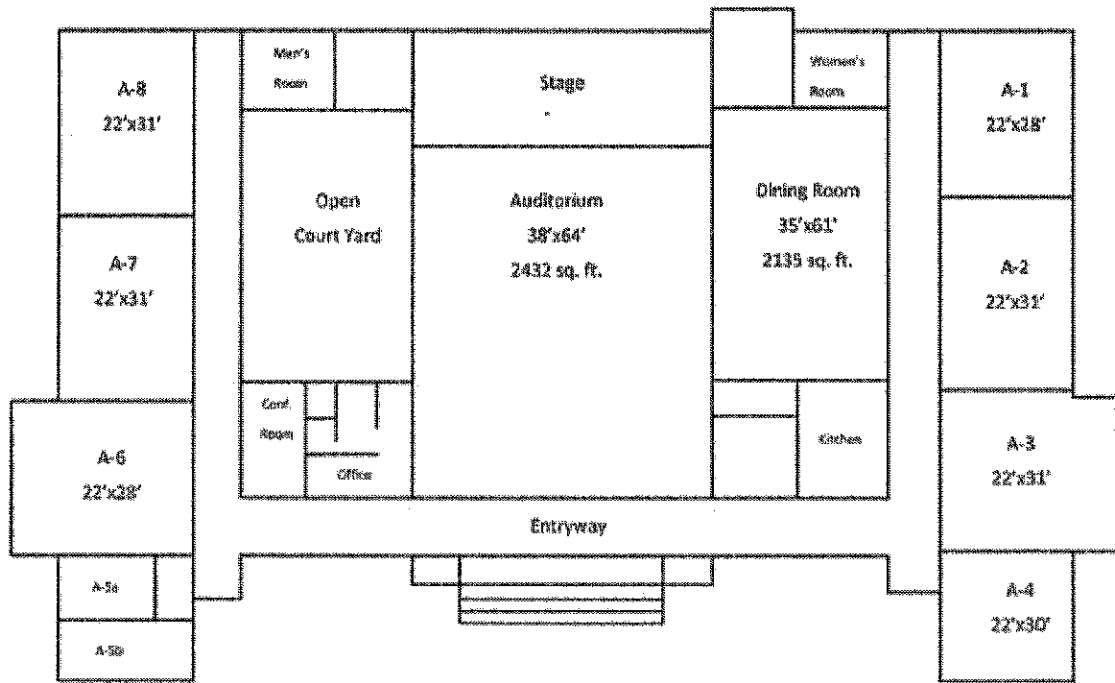 A-8
22'x31'
Men's
Room
Stage
Women's
Room
A-1
22'x28'
Open
Court Yard
Auditorium
38'x64'
2432 sq. ft.
Dining Room
35'x61'
2135 sq. ft.
A-7
22'x31'
A-2
22'x31'
Conf.
Room
Office
Kitchen
A-6
22'x28'
A-3
22'x31'
Entryway
A-5a
A-5b
A-4
22'x30'